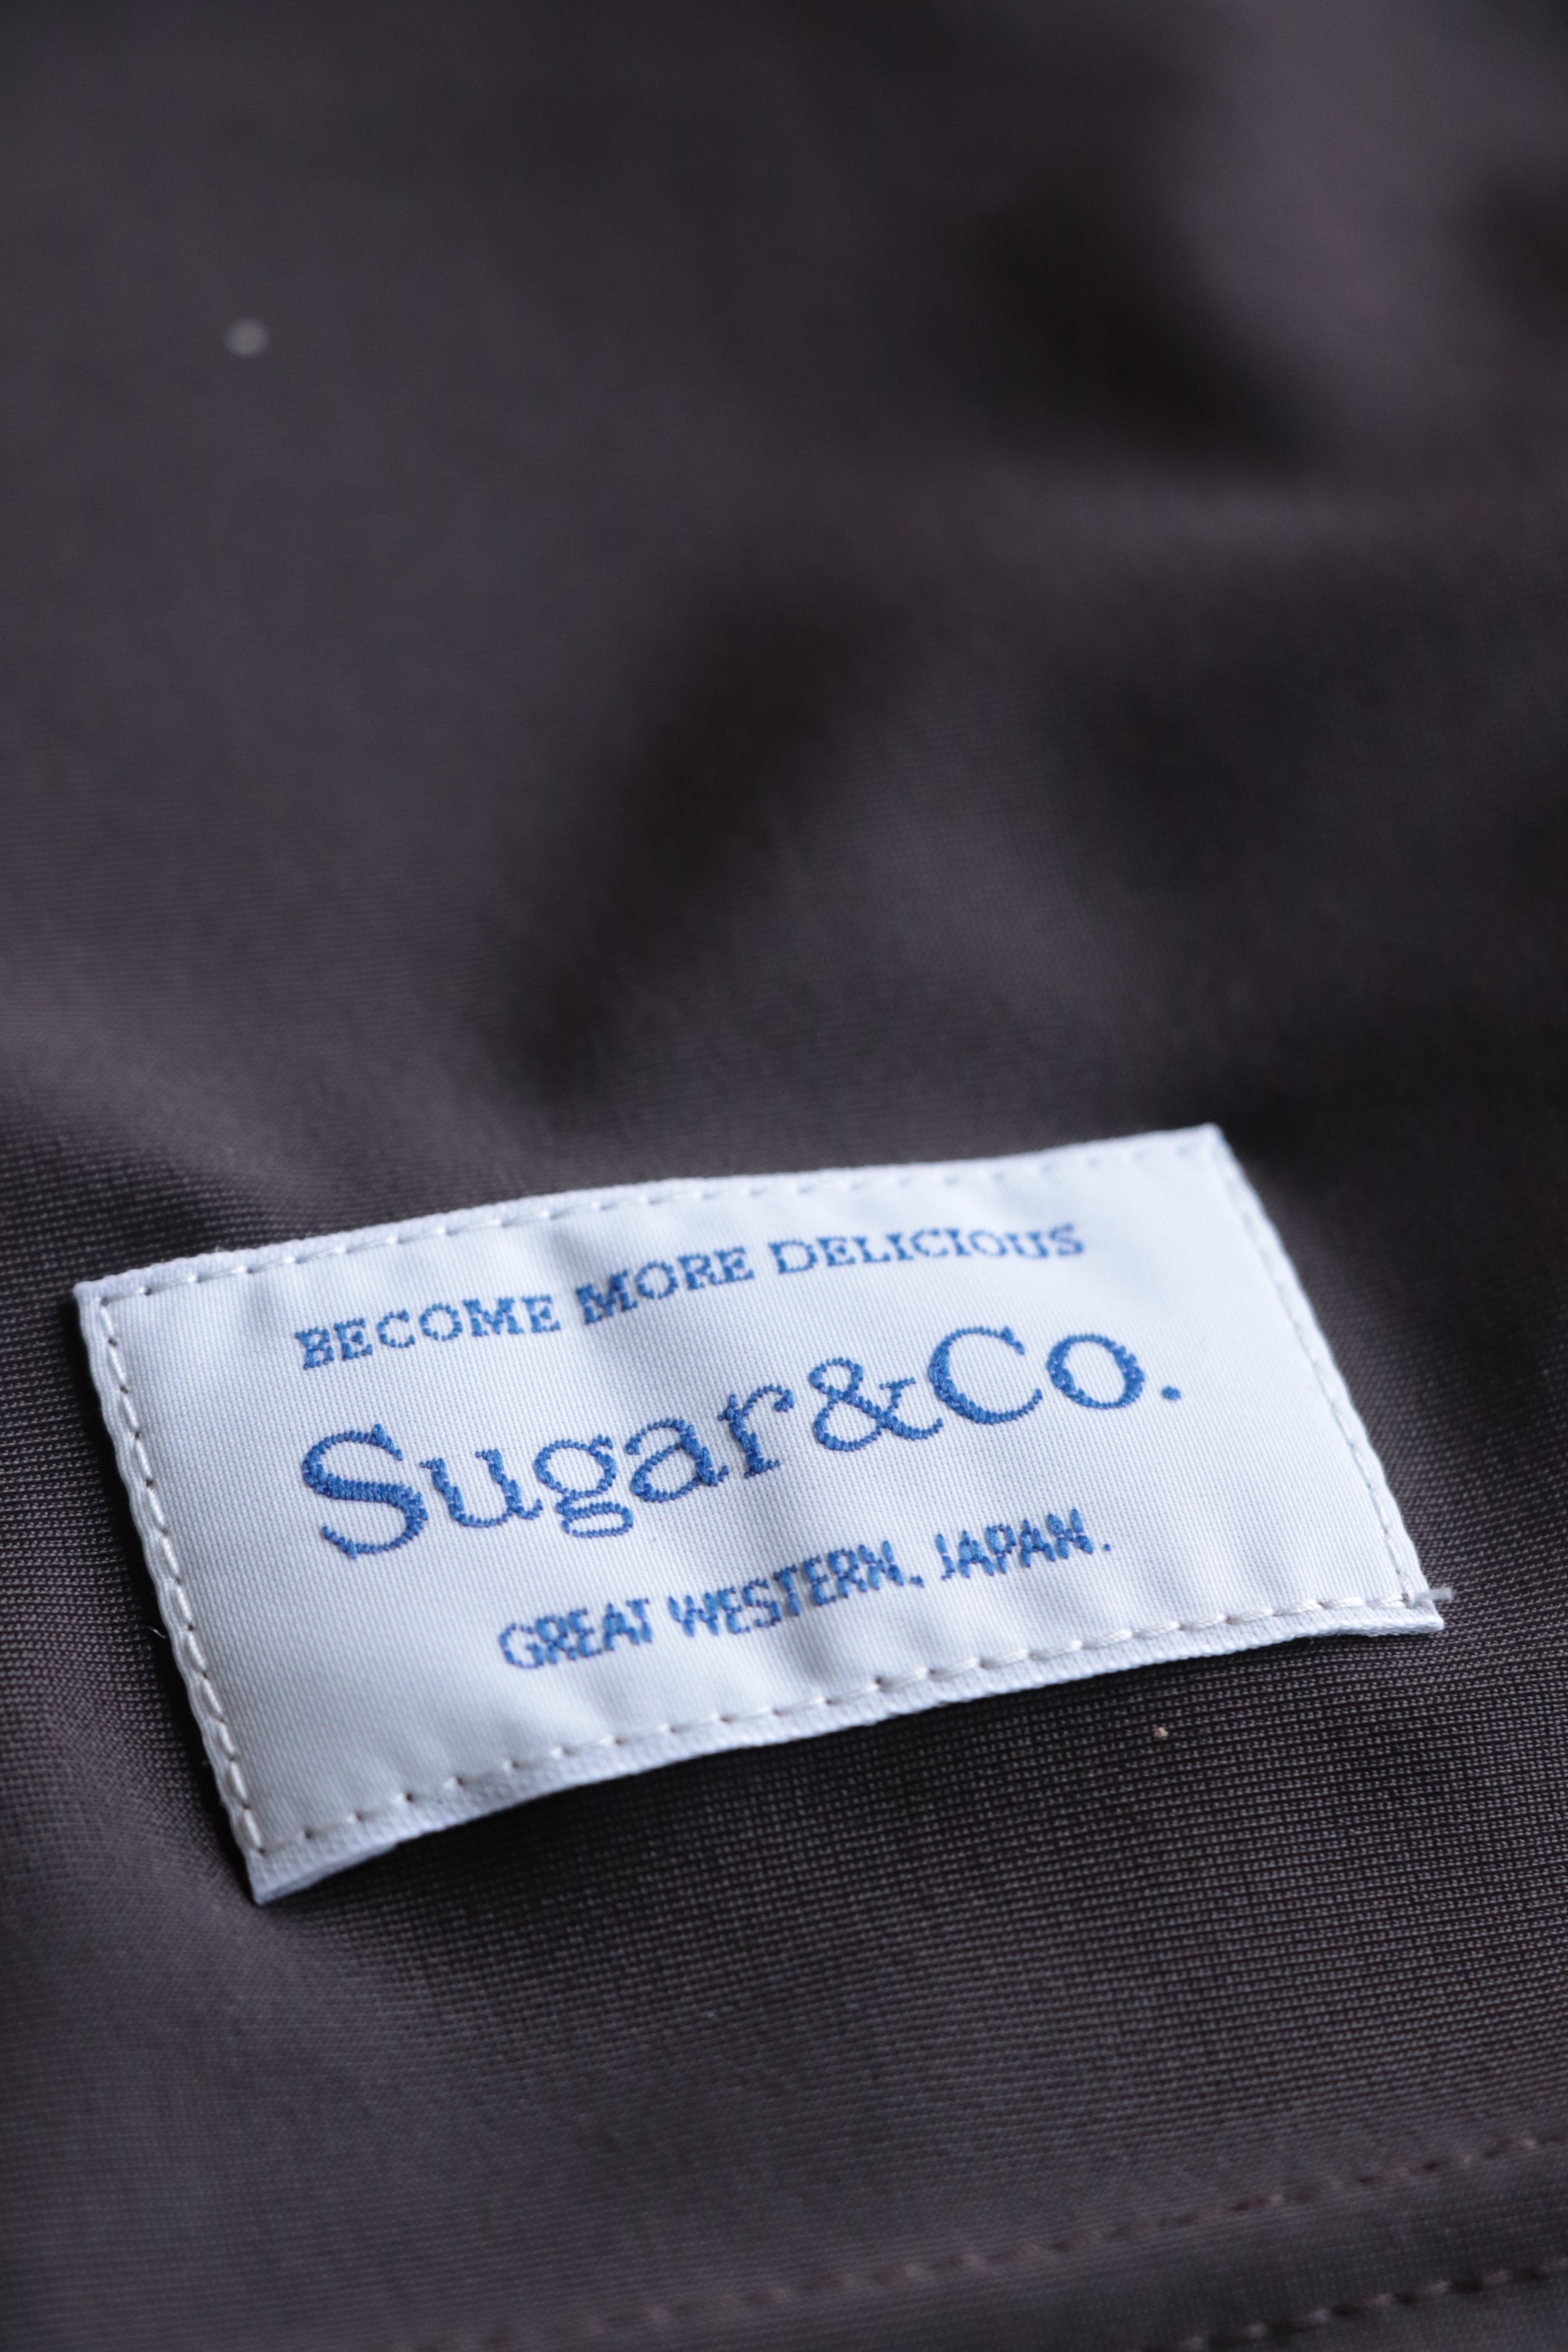 BECOME MORE DELICIOUS
Sugar&Co.
GREAT WESTERN, JAPAN.